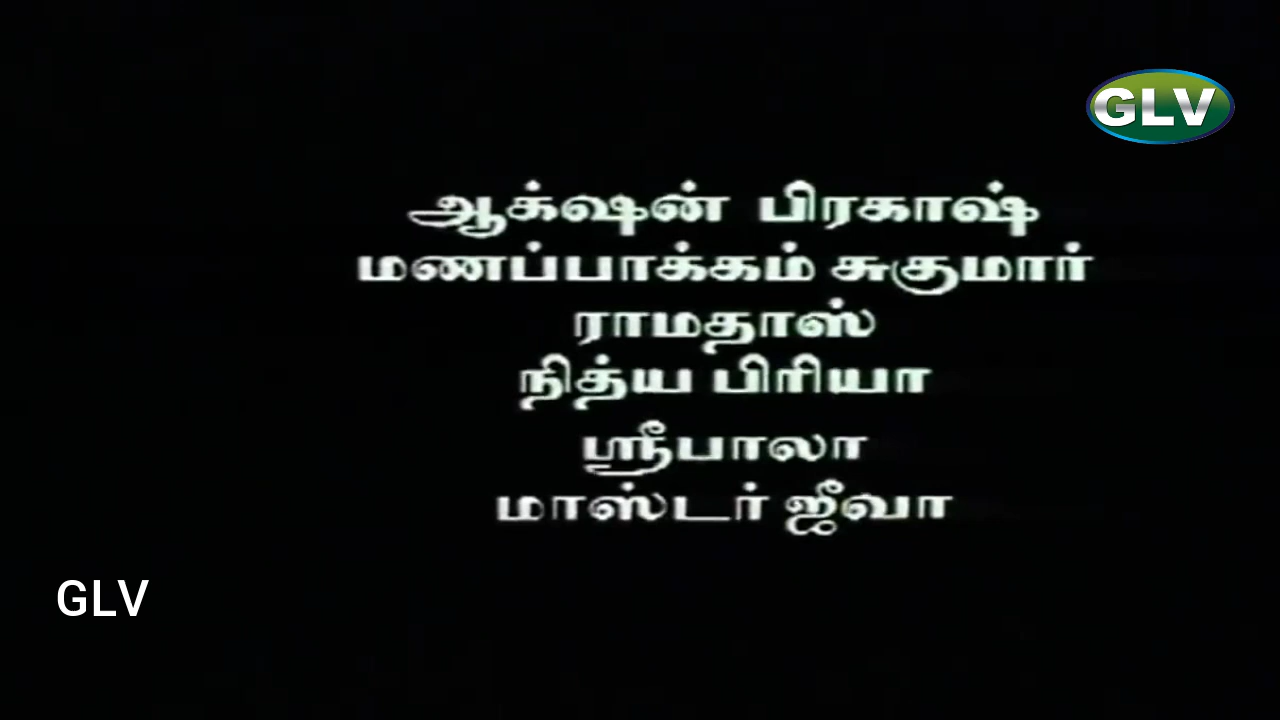 GLV
ஆக்‌ஷன் பிரகாஷ்
மணப்பாக்கம் சுகுமார்
ராமதாஸ்
நித்ய பிரியா
ஸ்ரீபாலா
மாஸ்டர் ஜீவா
GLV